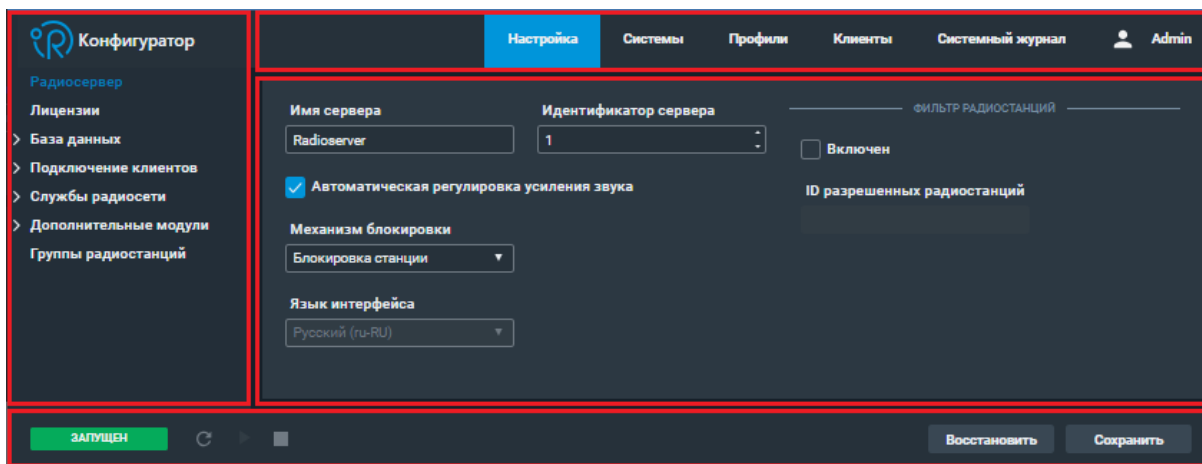 Конфигуратор
Настройка Системы Профили Клиенты Системный журнал Admin
Радиосервер
Лицензии
База данных
Подключение клиентов
Службы радиосети
Дополнительные модули
Группы радиостанций
Имя сервера
Radioserver
Идентификатор сервера
1
Автоматическая регулировка усиления звука
Механизм блокировки
Блокировка станции
Язык интерфейса
Русский (ru-RU)
ФИЛЬТР РАДИОСТАНЦИЙ
Включен
ID разрешенных радиостанций
ЗАПУЩЕН
Восстановить Сохранить